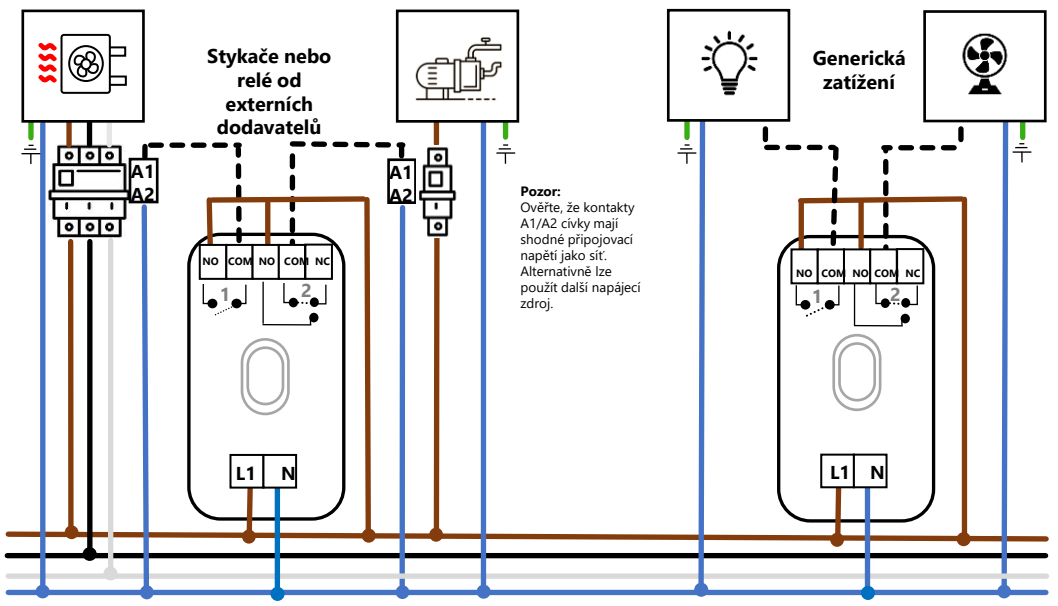 Stykače nebo
relé od
externích
dodavatelů
Generická
zatížení
A1
A2
A1
A2
Pozor:
Ověřte, že kontakty
A1/A2 cívky mají
shodné připojovací
napětí jako síť.
Alternativně lze
použít další napájecí
zdroj.
NO COM NO COM NC
1 2
L1 N
NO COM NO COM NC
1 2
L1 N